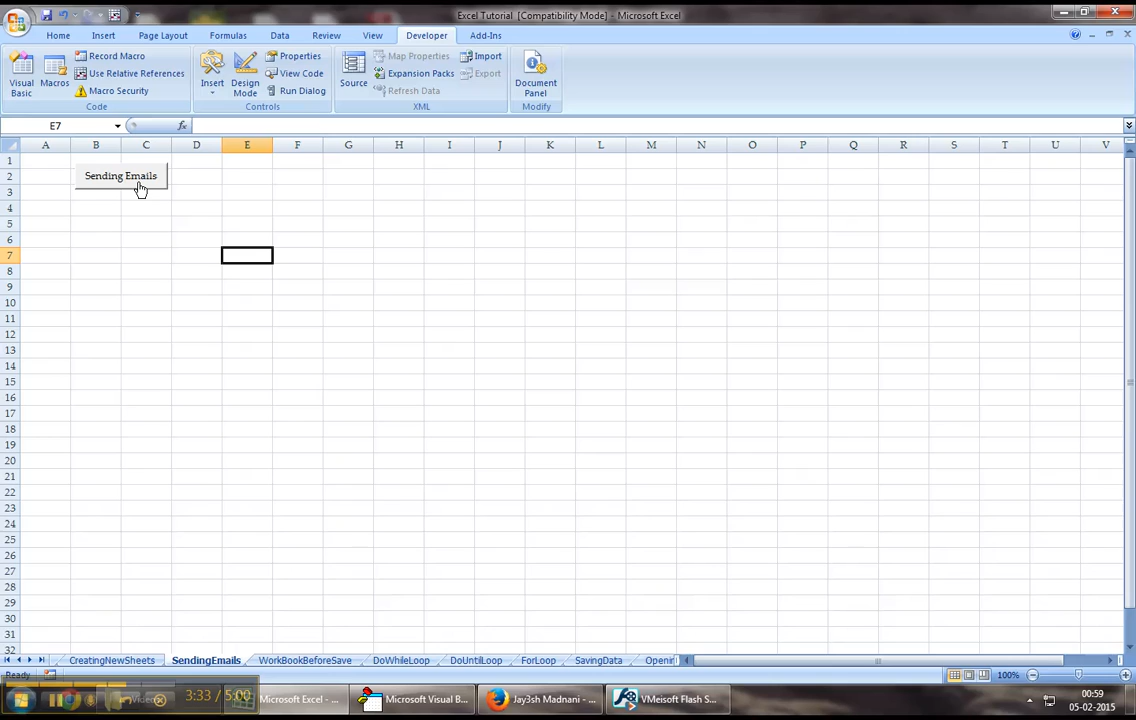 Excel Tutorial [Compatibility Mode] - Microsoft Excel
Home Insert Page Layout Formulas Data Review View Developer Add-Ins
Visual Basic
Macros
Record Macro
Use Relative References
Macro Security
Code
Insert
Design Mode
Properties
View Code
Run Dialog
Controls
Source
Map Properties
Expansion Packs
Refresh Data
Import
Export
XML
Document Panel
Modify
E7 fx
A B C D E F G H I J K L M N O P Q R S T U V
1
2 Sending Emails
3
4
5
6
7
8
9
10
11
12
13
14
15
16
17
18
19
20
21
22
23
24
25
26
27
28
29
30
31
32
CreatingNewSheets SendingEmails WorkBookBeforeSave DoWhileLoop DoUntilLoop ForLoop SavingData Openin
Ready 100%
3:33 / 5:00 Microsoft Excel - ... Microsoft Visual B... Jay3sh Madnani - ... VMeisoft Flash S... 00:59
05-02-2015